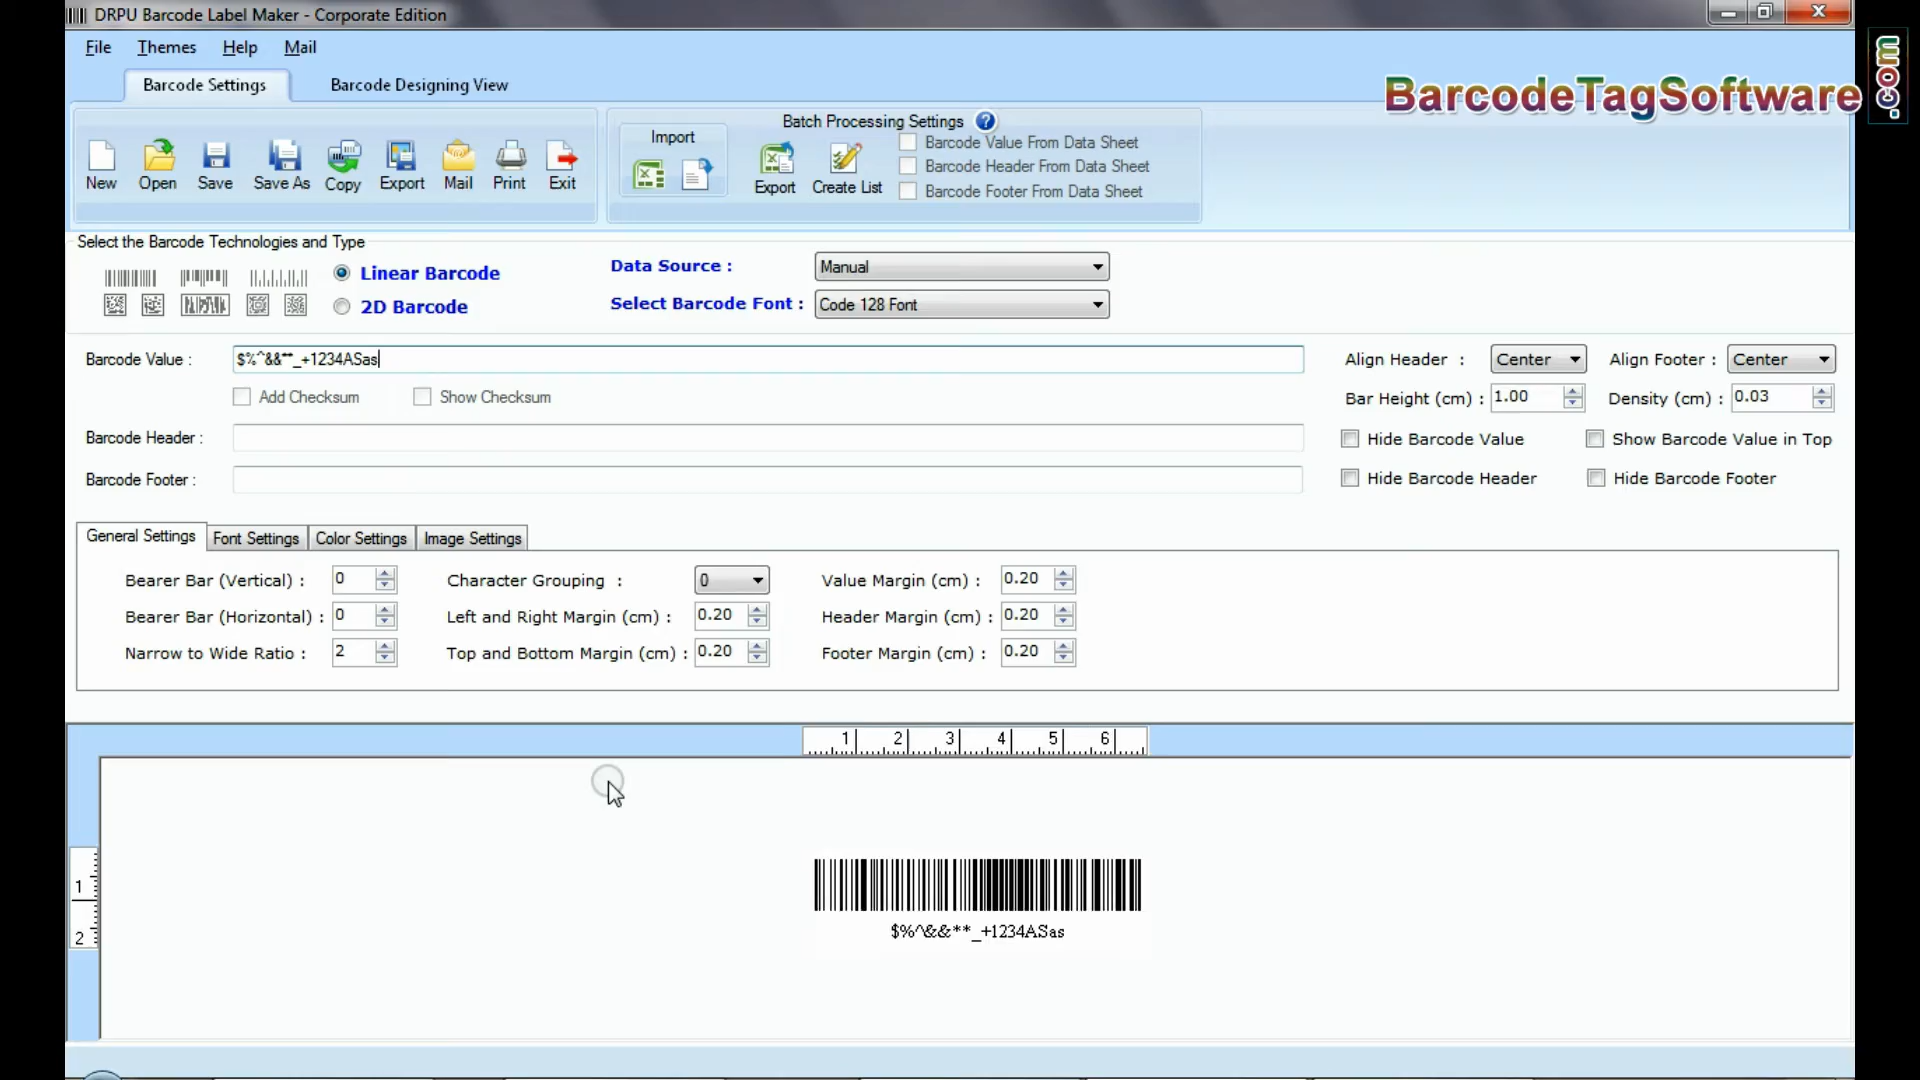 DRPU Barcode Label Maker - Corporate Edition
File Themes Help Mail
Barcode Settings Barcode Designing View
BarcodeTagSoftware.com
New Open Save Save As Copy Export Mail Print Exit
Import
Batch Processing Settings ?
Export Create List
Barcode Value From Data Sheet
Barcode Header From Data Sheet
Barcode Footer From Data Sheet
Select the Barcode Technologies and Type
Linear Barcode
2D Barcode
Data Source : Manual
Select Barcode Font : Code 128 Font
Barcode Value : $%^&&**_+1234ASas
Add Checksum Show Checksum
Barcode Header :
Barcode Footer :
Align Header : Center Align Footer : Center
Bar Height (cm) : 1.00 Density (cm) : 0.03
Hide Barcode Value Show Barcode Value in Top
Hide Barcode Header Hide Barcode Footer
General Settings Font Settings Color Settings Image Settings
Bearer Bar (Vertical) : 0 Character Grouping : 0 Value Margin (cm) : 0.20
Bearer Bar (Horizontal) : 0 Left and Right Margin (cm) : 0.20 Header Margin (cm) : 0.20
Narrow to Wide Ratio : 2 Top and Bottom Margin (cm) : 0.20 Footer Margin (cm) : 0.20
1 2 3 4 5 6
1
2
$%^&&**_+1234ASas